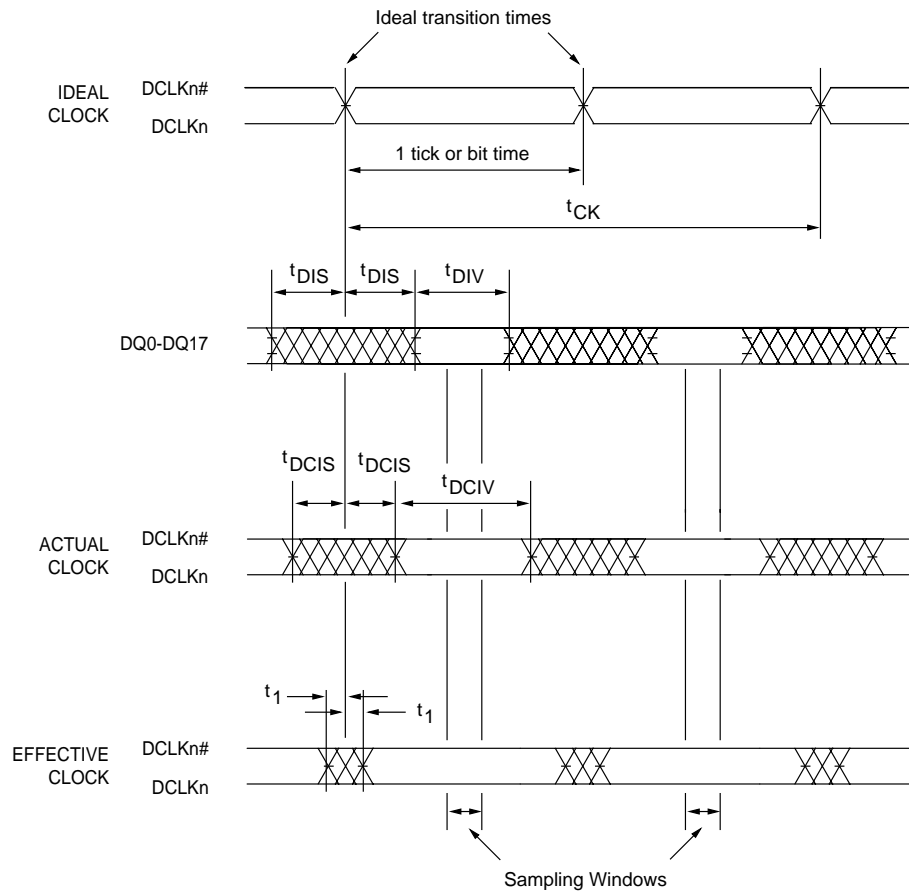 Ideal transition times
IDEAL
CLOCK
DCLKn#
DCLKn
1 tick or bit time
tCK
tDIS
tDIS
tDIV
DQ0-DQ17
tDCIS
tDCIS
tDCIV
ACTUAL
CLOCK
DCLKn#
DCLKn
t1
t1
EFFECTIVE
CLOCK
DCLKn#
DCLKn
Sampling Windows